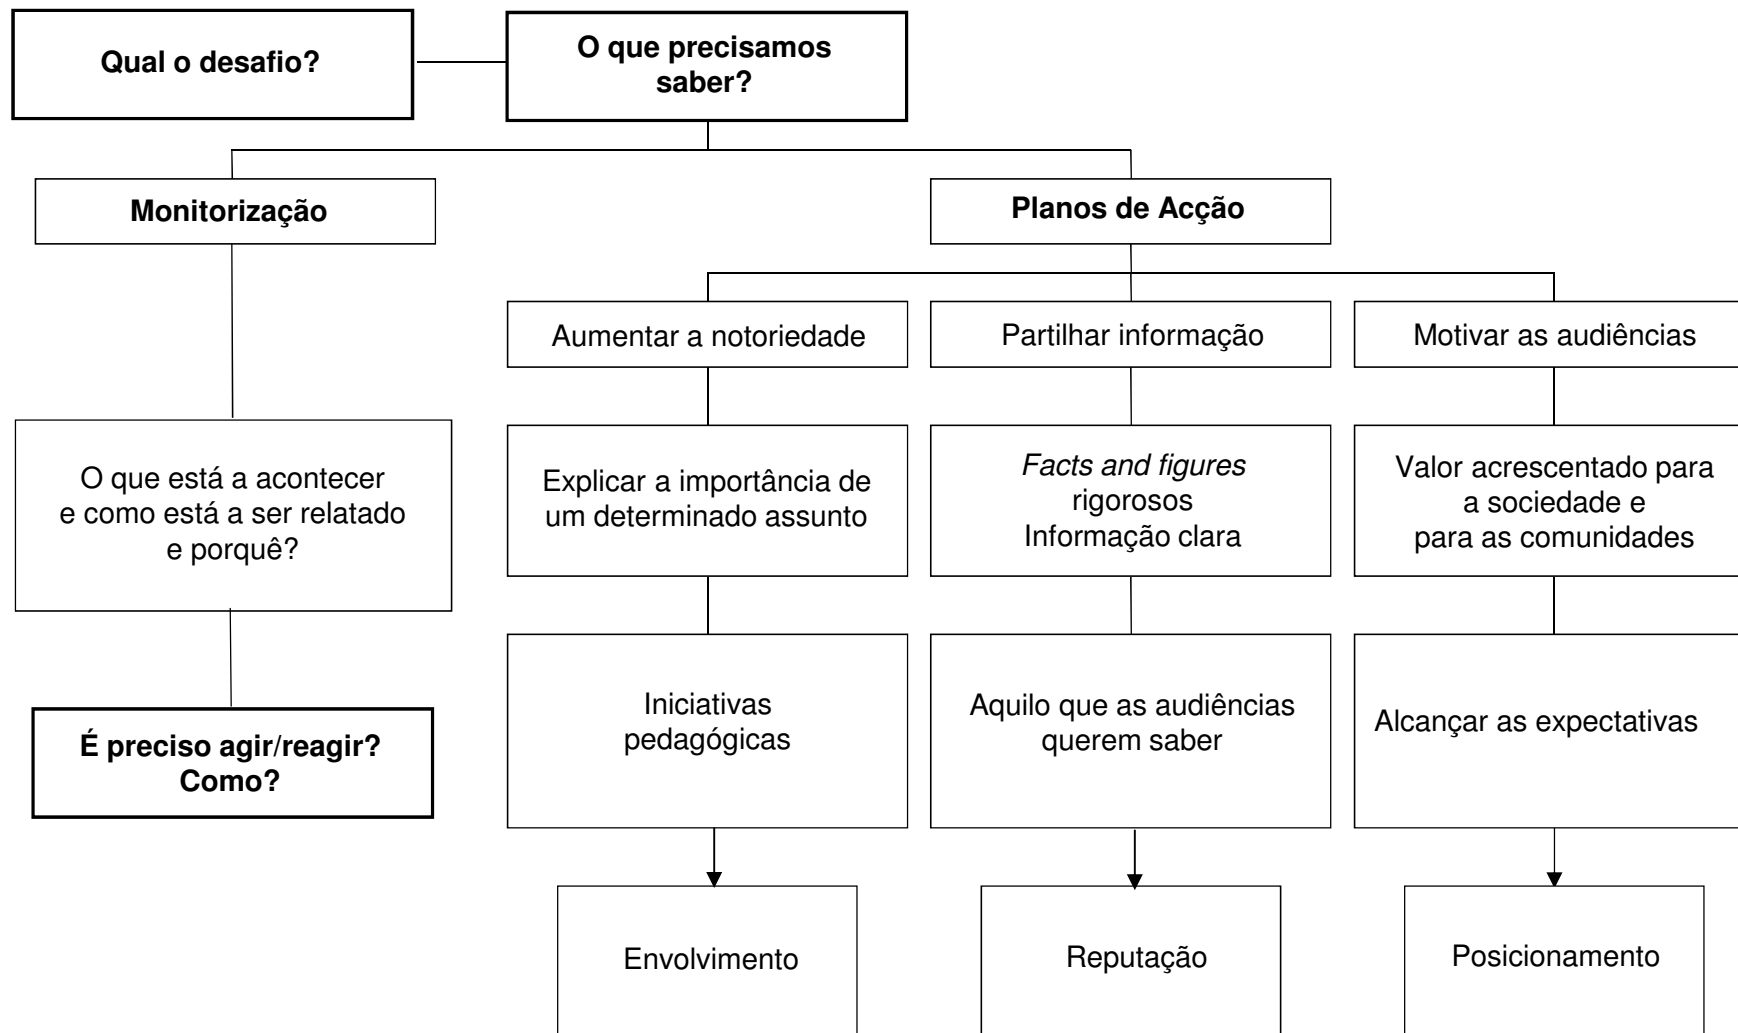 Qual o desafio?
O que precisamos
saber?
Monitorização
Planos de Acção
Aumentar a notoriedade
Partilhar informação
Motivar as audiências
O que está a acontecer
e como está a ser relatado
e porquê?
Explicar a importância de
um determinado assunto
Facts and figures
rigorosos
Informação clara
Valor acrescentado para
a sociedade e
para as comunidades
É preciso agir/reagir?
Como?
Iniciativas
pedagógicas
Aquilo que as audiências
querem saber
Alcançar as expectativas
Envolvimento
Reputação
Posicionamento